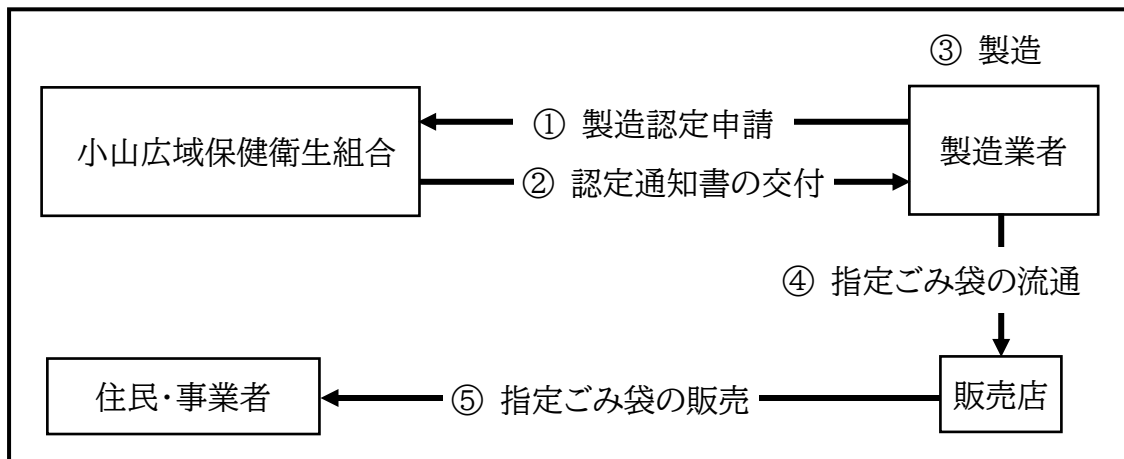 ③ 製造
小山広域保健衛生組合
① 製造認定申請
製造業者
② 認定通知書の交付
④ 指定ごみ袋の流通
住民・事業者
⑤ 指定ごみ袋の販売
販売店